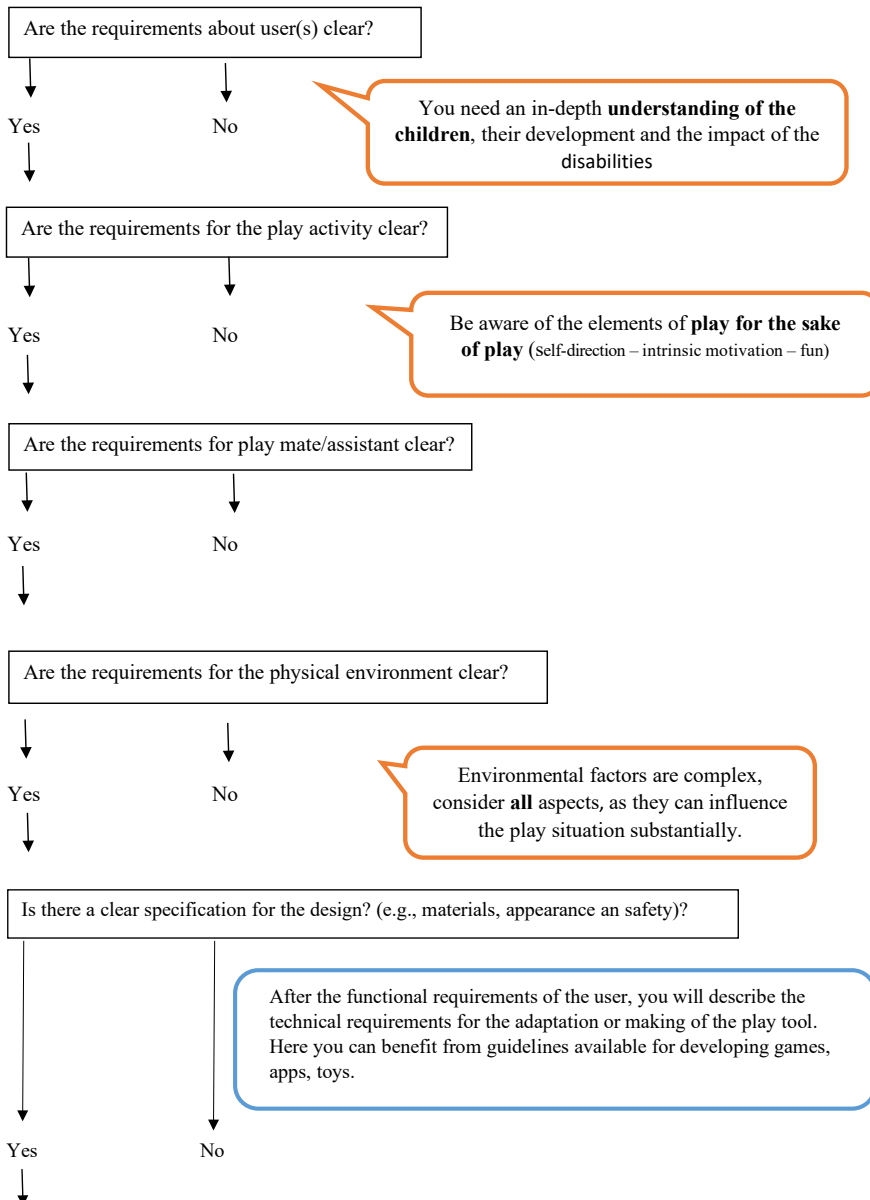 Are the requirements about user(s) clear?
Yes
No
You need an in-depth understanding of the
children, their development and the impact of the
disabilities
Are the requirements for the play activity clear?
Yes
No
Be aware of the elements of play for the sake
of play (self-direction – intrinsic motivation – fun)
Are the requirements for play mate/assistant clear?
Yes
No
Are the requirements for the physical environment clear?
Yes
No
Environmental factors are complex,
consider all aspects, as they can influence
the play situation substantially.
Is there a clear specification for the design? (e.g., materials, appearance an safety)?
After the functional requirements of the user, you will describe the
technical requirements for the adaptation or making of the play tool.
Here you can benefit from guidelines available for developing games,
apps, toys.
Yes
No